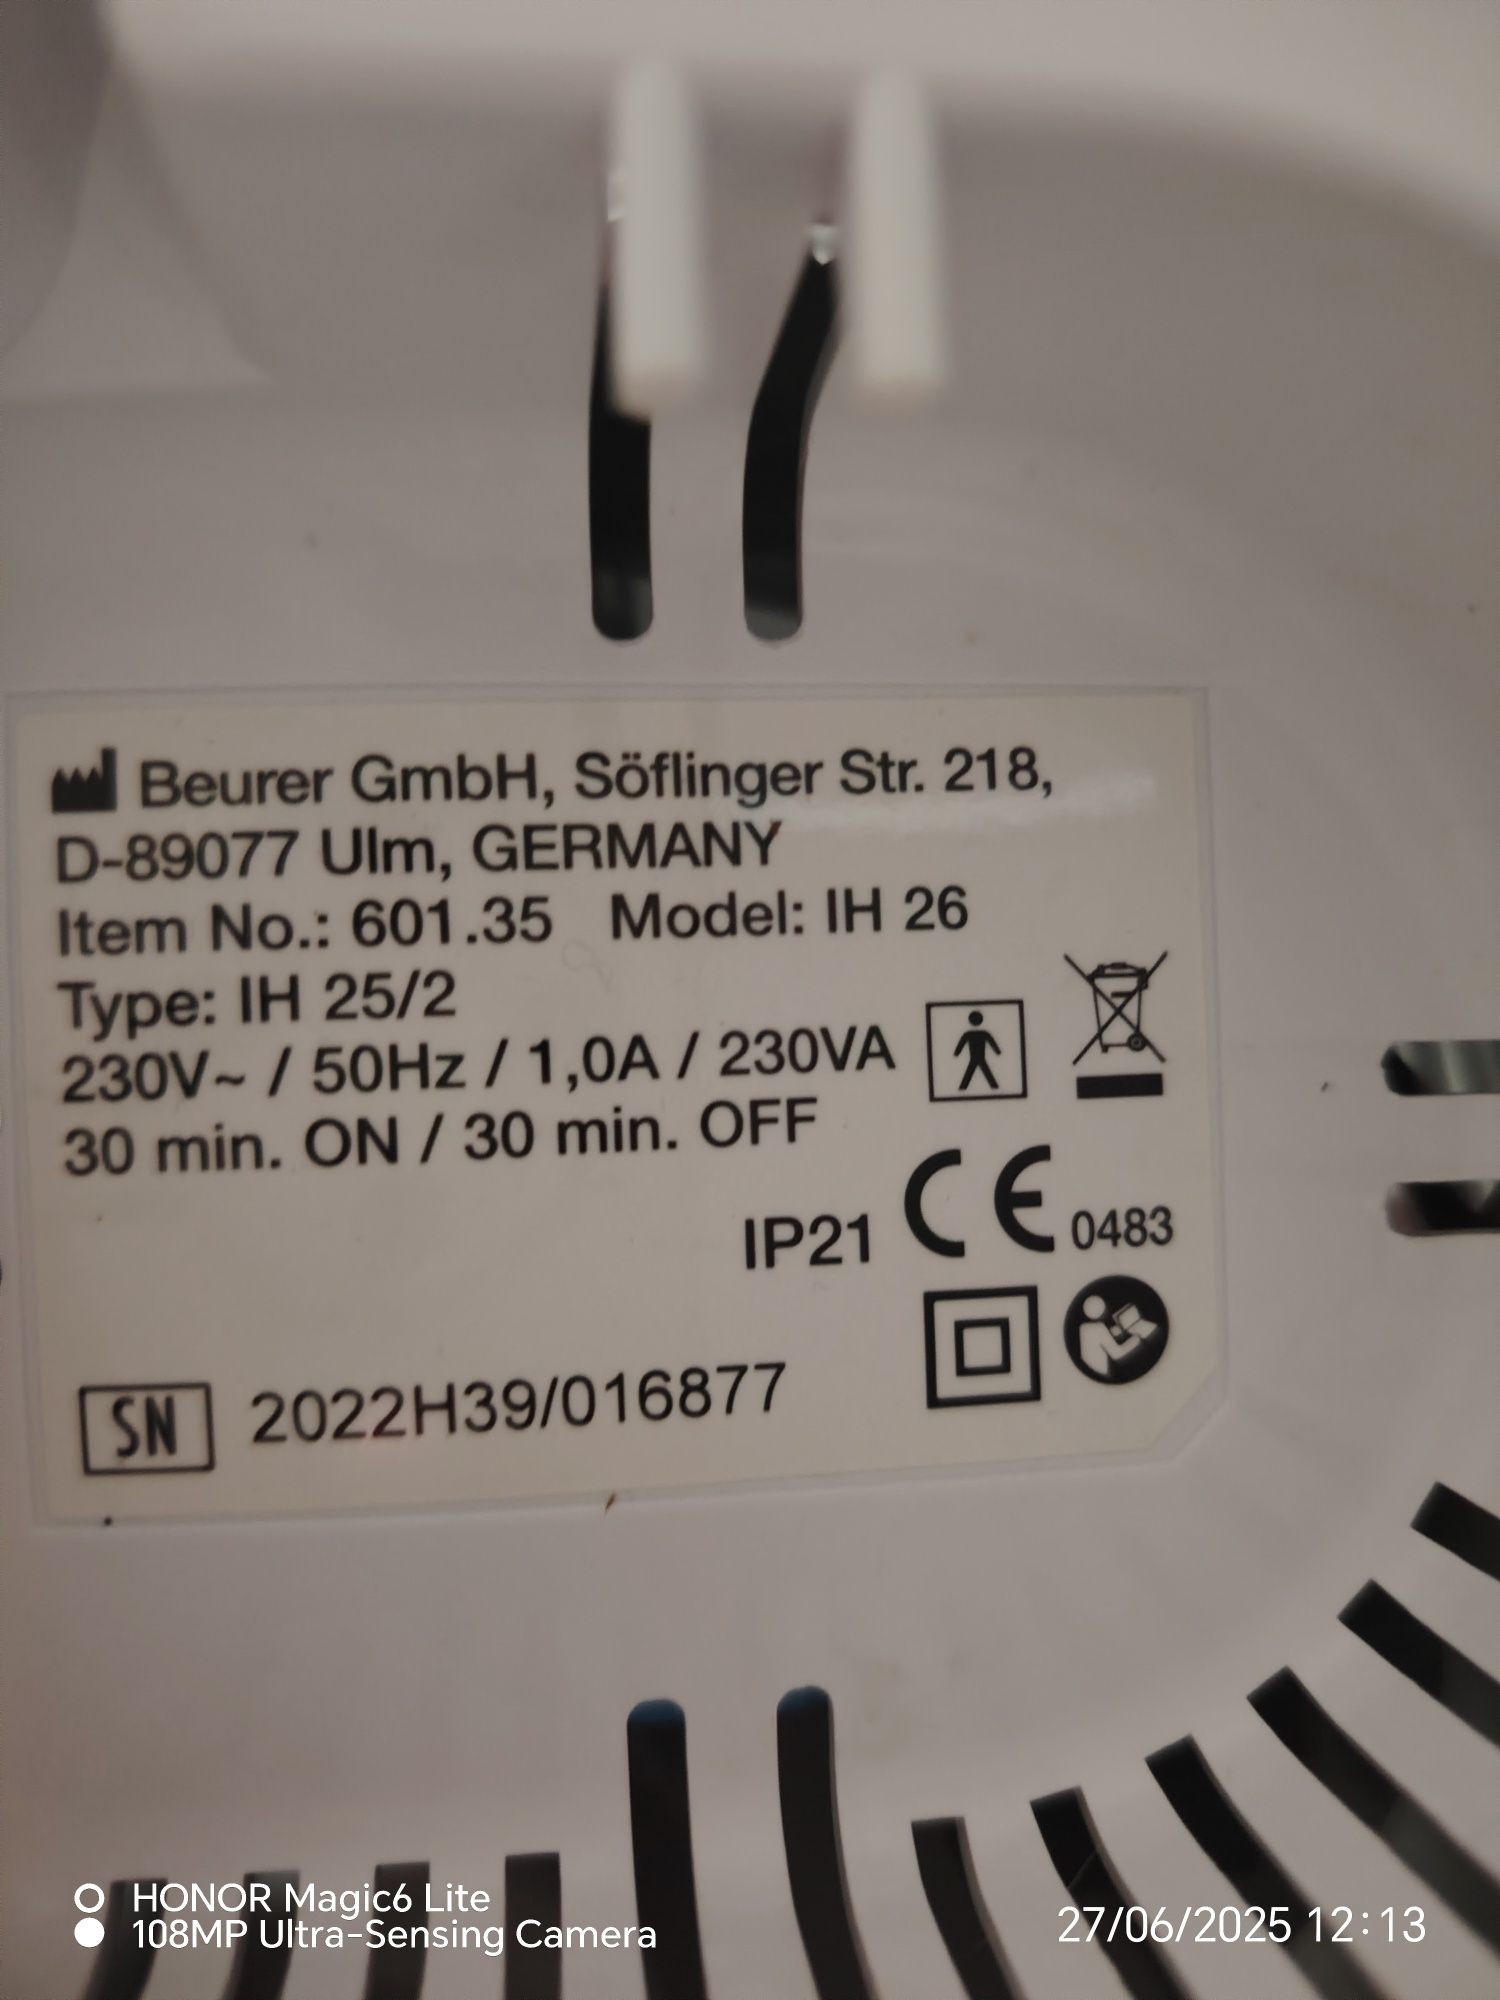 Beurer GmbH, Söflinger Str. 218,
D-89077 Ulm, GERMANY
Item No.: 601.35 Model: IH 26
Type: IH 25/2
230V~ / 50Hz / 1,0A / 230VA
30 min. ON / 30 min. OFF
IP21 CE 0483
SN 2022H39/016877
HONOR Magic6 Lite
108MP Ultra-Sensing Camera
27/06/2025 12:13